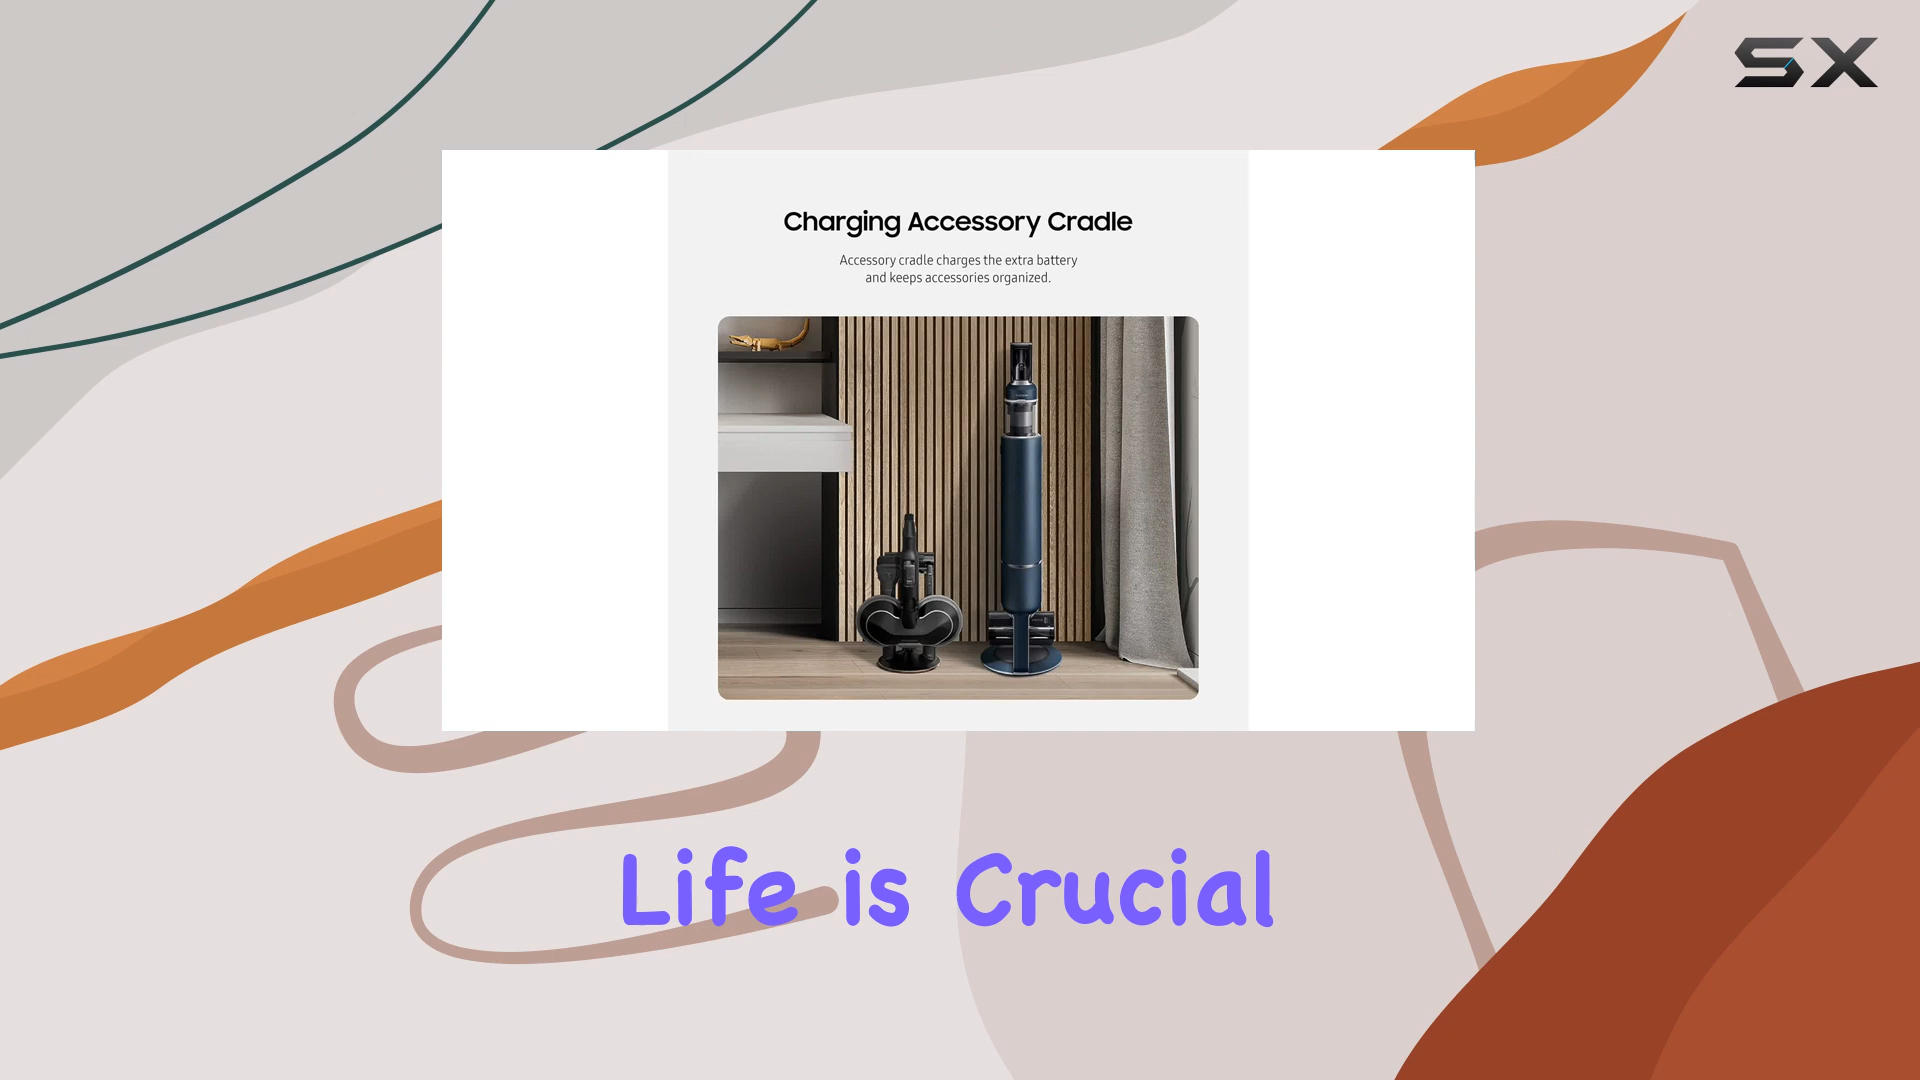 SX
Charging Accessory Cradle
Accessory cradle charges the extra battery
and keeps accessories organized.
Life is Crucial